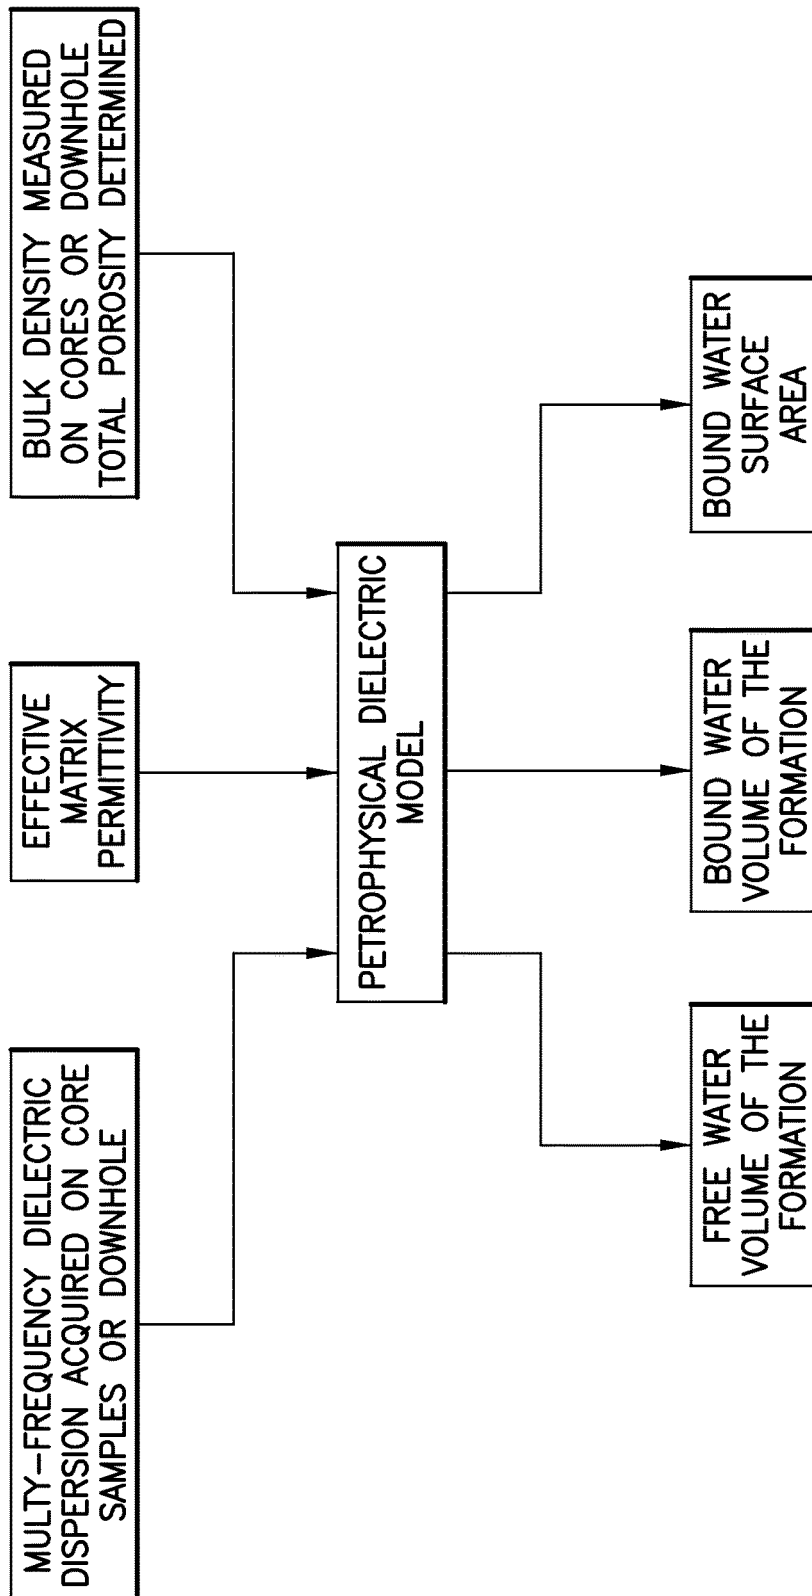 MULTY-FREQUENCY DIELECTRIC
DISPERSION ACQUIRED ON CORE
SAMPLES OR DOWNHOLE
EFFECTIVE
MATRIX
PERMITTIVITY
BULK DENSITY MEASURED
ON CORES OR DOWNHOLE
TOTAL POROSITY DETERMINED
PETROPHYSICAL DIELECTRIC
MODEL
FREE WATER
VOLUME OF THE
FORMATION
BOUND WATER
VOLUME OF THE
FORMATION
BOUND WATER
SURFACE
AREA